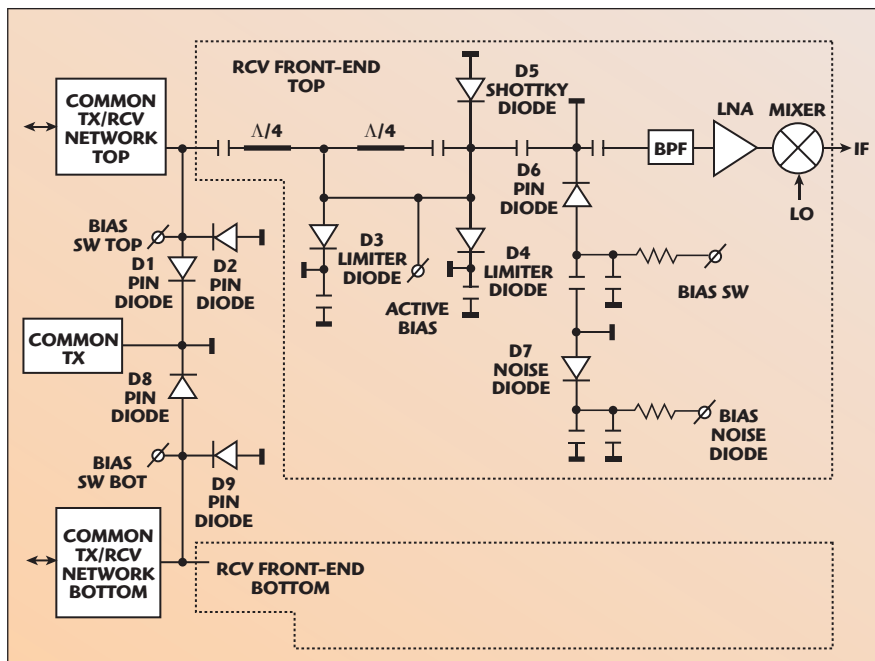 COMMON
TX/RCV
NETWORK
TOP
RCV FRONT-END
TOP
Λ/4
Λ/4
D5
SHOTTKY
DIODE
LNA
MIXER
BPF
IF
LO
D6
PIN
DIODE
BIAS
SW TOP
D1
PIN
DIODE
D2
PIN
DIODE
D3
LIMITER
DIODE
ACTIVE
BIAS
D4
LIMITER
DIODE
BIAS SW
COMMON
TX
D8
PIN
DIODE
D7
NOISE
DIODE
BIAS
NOISE
DIODE
BIAS
SW BOT
D9
PIN
DIODE
COMMON
TX/RCV
NETWORK
BOTTOM
RCV FRONT-END
BOTTOM